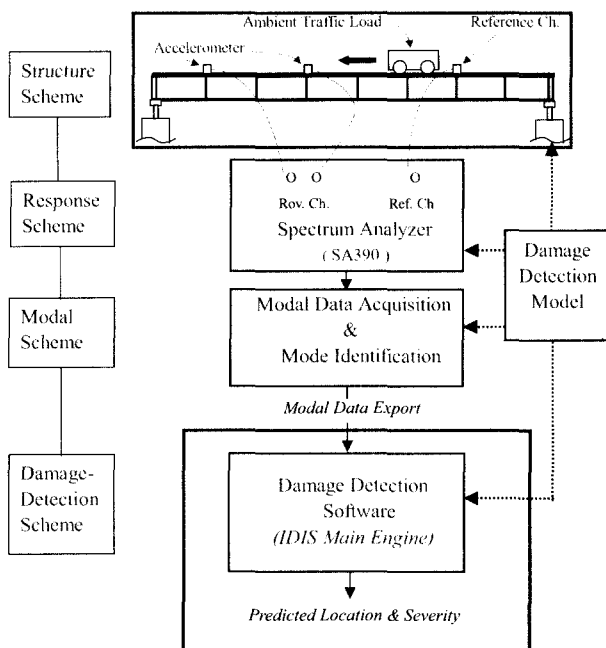 Structure
Scheme
Response
Scheme
Modal
Scheme
Damage-
Detection
Scheme
Ambient Traffic Load
Reference Ch.
Accelerometer
Rov. Ch.
Ref. Ch
Spectrum Analyzer
( SA390 )
Modal Data Acquisition
&
Mode Identification
Modal Data Export
Damage Detection
Software
(IDIS Main Engine)
Predicted Location & Severity
Damage
Detection
Model